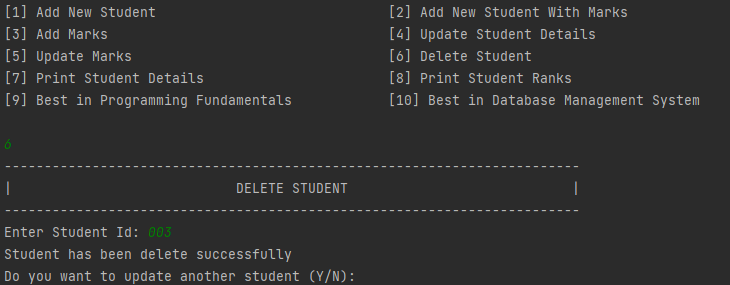 [1] Add New Student [2] Add New Student With Marks
[3] Add Marks [4] Update Student Details
[5] Update Marks [6] Delete Student
[7] Print Student Details [8] Print Student Ranks
[9] Best in Programming Fundamentals [10] Best in Database Management System
6
------------------------------------------------------------------------
| DELETE STUDENT |
------------------------------------------------------------------------
Enter Student Id: 003
Student has been delete successfully
Do you want to update another student (Y/N):